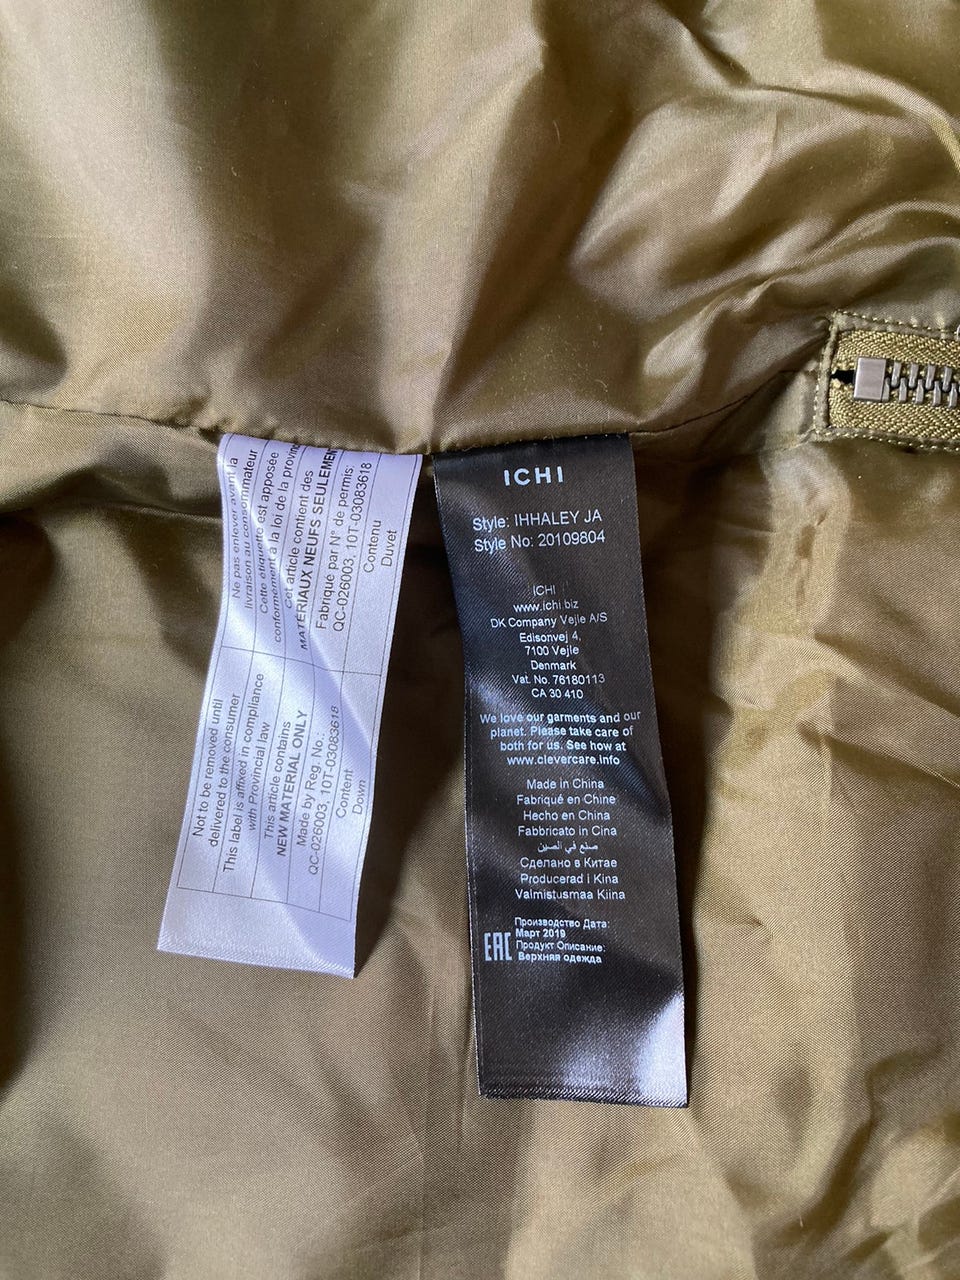 Ne pas enlever avant la
livraison au consommateur
Cette étiquette est apposée
conformément à la loi de la provin
Cet article contient des
MATÉRIAUX NEUFS SEULEMEN
Fabriqué par N° de permis:
QC-026003, 10T-03083618
Contenu
Duvet
Not to be removed until
delivered to the consumer
This label is affixed in compliance
with Provincial law
This article contains
NEW MATERIAL ONLY
Made by Reg. No.:
QC-026003, 10T-03083618
Content
Down
ICHI
Style: IHHALEY JA
Style No: 20109804
ICHI
www.ichi.biz
DK Company Vejle A/S
Edisonvej 4,
7100 Vejle
Denmark
Vat. No. 76180113
CA 30 410
We love our garments and our
planet. Please take care of
both for us. See how at
www.clevercare.info
Made in China
Fabriqué en Chine
Hecho en China
Fabbricato in Cina
صنع في الصين
Сделано в Китае
Producerad i Kina
Valmistusmaa Kiina
Производство Дата:
Март 2019
EAC Продукт Описание:
Верхняя одежда